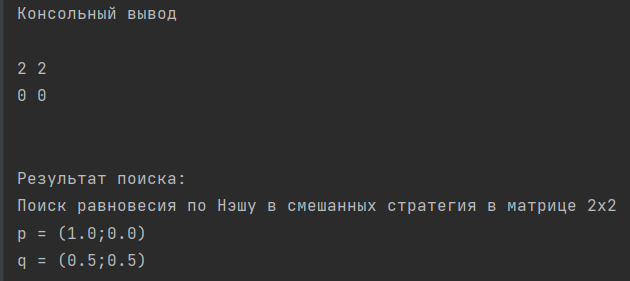 Консольный вывод
2 2
0 0
Результат поиска:
Поиск равновесия по Нэшу в смешанных стратегия в матрице 2x2
p = (1.0;0.0)
q = (0.5;0.5)